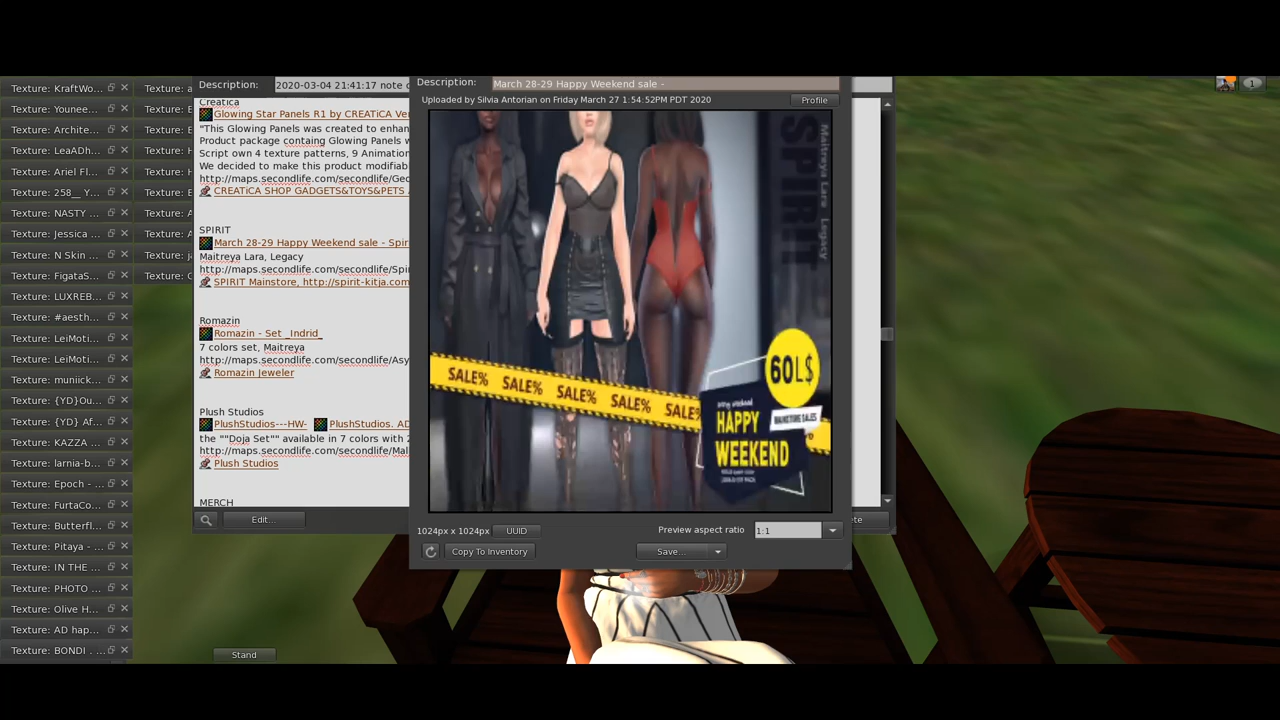 Texture: KraftWo...
Texture: Younee...
Texture: Archite...
Texture: LeaADh...
Texture: Ariel Fl...
Texture: 258__ Y...
Texture: NASTY ...
Texture: Jessica ...
Texture: N Skin ...
Texture: FigataS...
Texture: LUXREB...
Texture: #aesth...
Texture: LeiMoti...
Texture: LeiMoti...
Texture: muniick...
Texture: {YD}Ou...
Texture: {YD} Af...
Texture: KAZZA ...
Texture: larnia-b...
Texture: Epoch - ...
Texture: FurtaCo...
Texture: Butterfl...
Texture: Pitaya - ...
Texture: IN THE ...
Texture: PHOTO ...
Texture: Olive H...
Texture: AD hap...
Texture: BONDI . ...
Texture: a
Texture: E
Texture: E
Texture: H
Texture: H
Texture: E
Texture: A
Texture: A
Texture: j
Texture: C
Description: 2020-03-04 21:41:17 note c
Creatica
Glowing Star Panels R1 by CREATiCA Ver
"This Glowing Panels was created to enhan
Product package containg Glowing Panels w
Script own 4 texture patterns, 9 Animation
We decided to make this product modifiab
http://maps.secondlife.com/secondlife/Geo
CREATiCA SHOP GADGETS&TOYS&PETS
SPIRIT
March 28-29 Happy Weekend sale - Spir
Maitreya Lara, Legacy
http://maps.secondlife.com/secondlife/Spi
SPIRIT Mainstore, http://spirit-kitja.com
Romazin
Romazin - Set _Indrid_
7 colors set, Maitreya
http://maps.secondlife.com/secondlife/Asy
Romazin Jeweler
Plush Studios
PlushStudios---HW- PlushStudios. AD
the ""Doja Set"" available in 7 colors with 2
http://maps.secondlife.com/secondlife/Mal
Plush Studios
MERCH
Edit...
ete
Description: March 28-29 Happy Weekend sale -
Uploaded by Silvia Antorian on Friday March 27 1:54:52PM PDT 2020
Profile
SPIRIT
Maitreya Lara Legacy
SALE% SALE% SALE% SALE% SALE%
60L$
HAPPY
WEEKEND
MAINSTORE SALES
1024px x 1024px UUID
Preview aspect ratio 1:1
Copy To Inventory
Save...
Stand
1